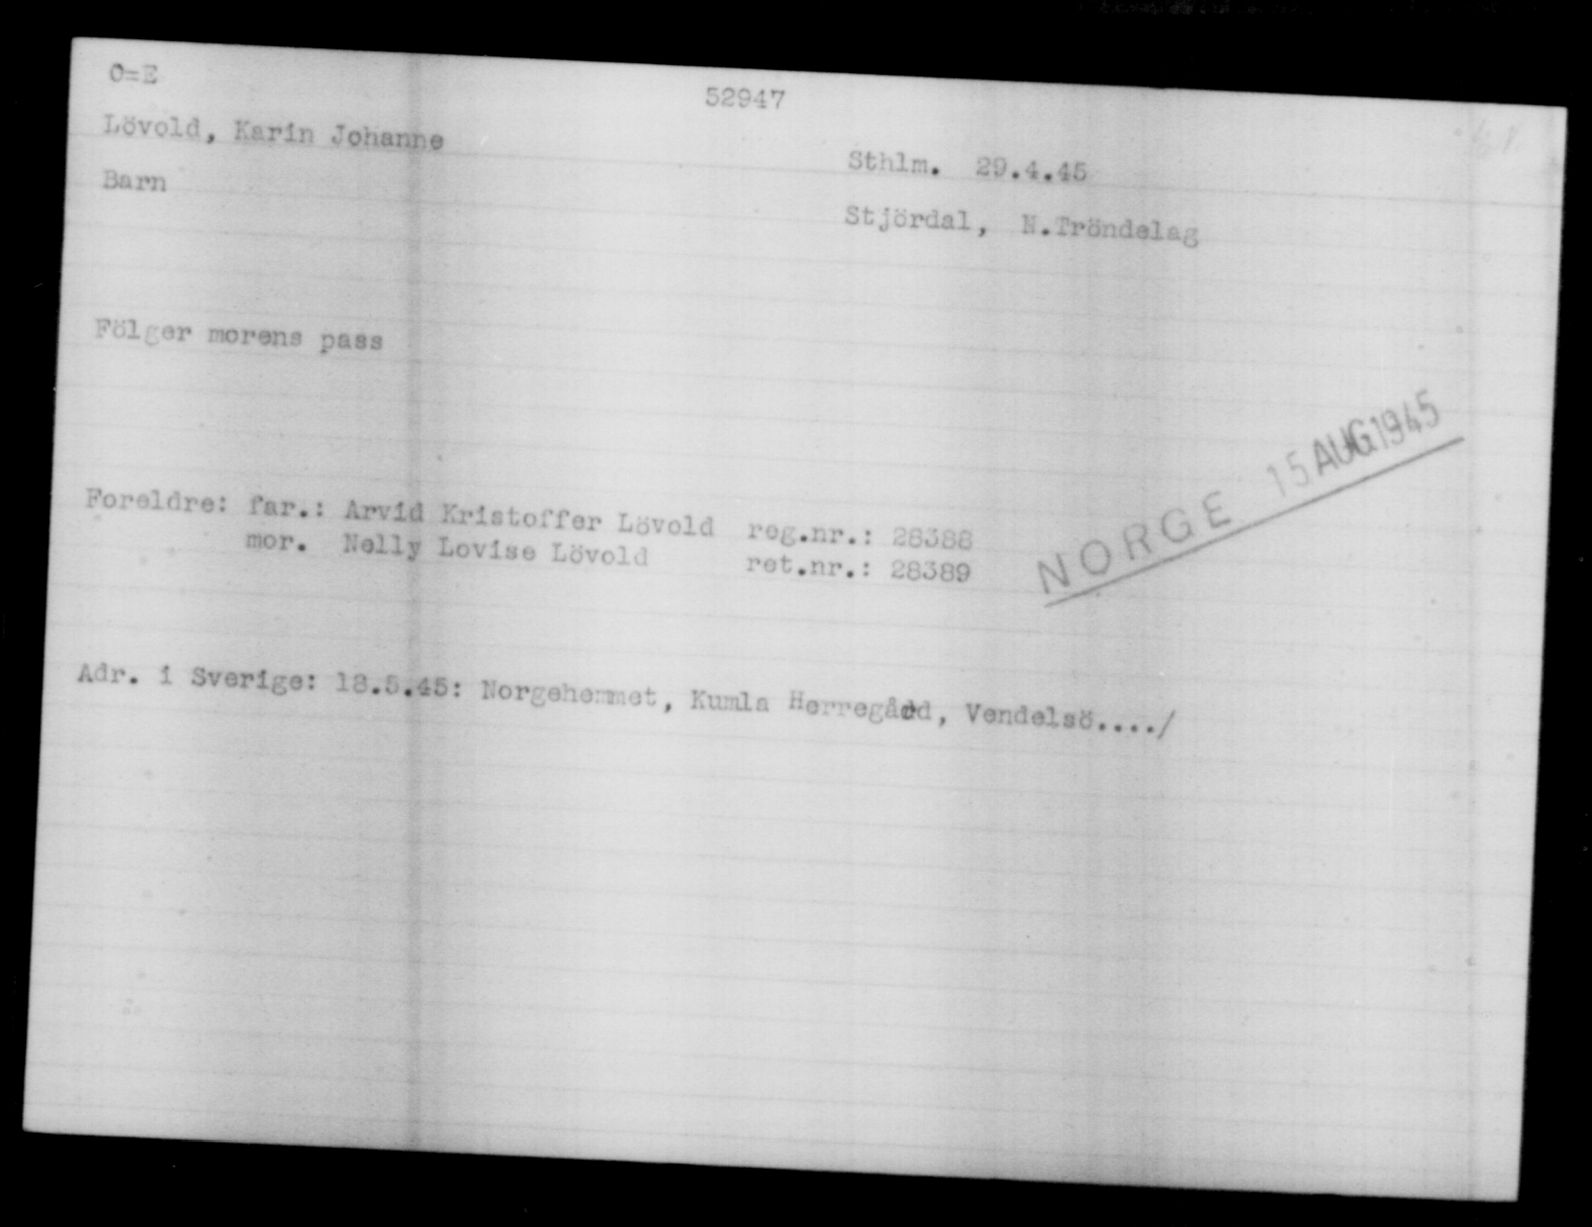 O=E
52947
Lövold, Karin Johanne
Sthlm. 29.4.45
Barn
Stjördal, N.Tröndelag
Fölger morens pass
NORGE 15 AUG 1945
Foreldre: far.: Arvid Kristoffer Lövold reg.nr.: 28388
mor. Nelly Lovise Lövold ret.nr.: 28389
Adr. i Sverige: 18.5.45: Norgehemmet, Kumla Herregård, Vendelsö..../